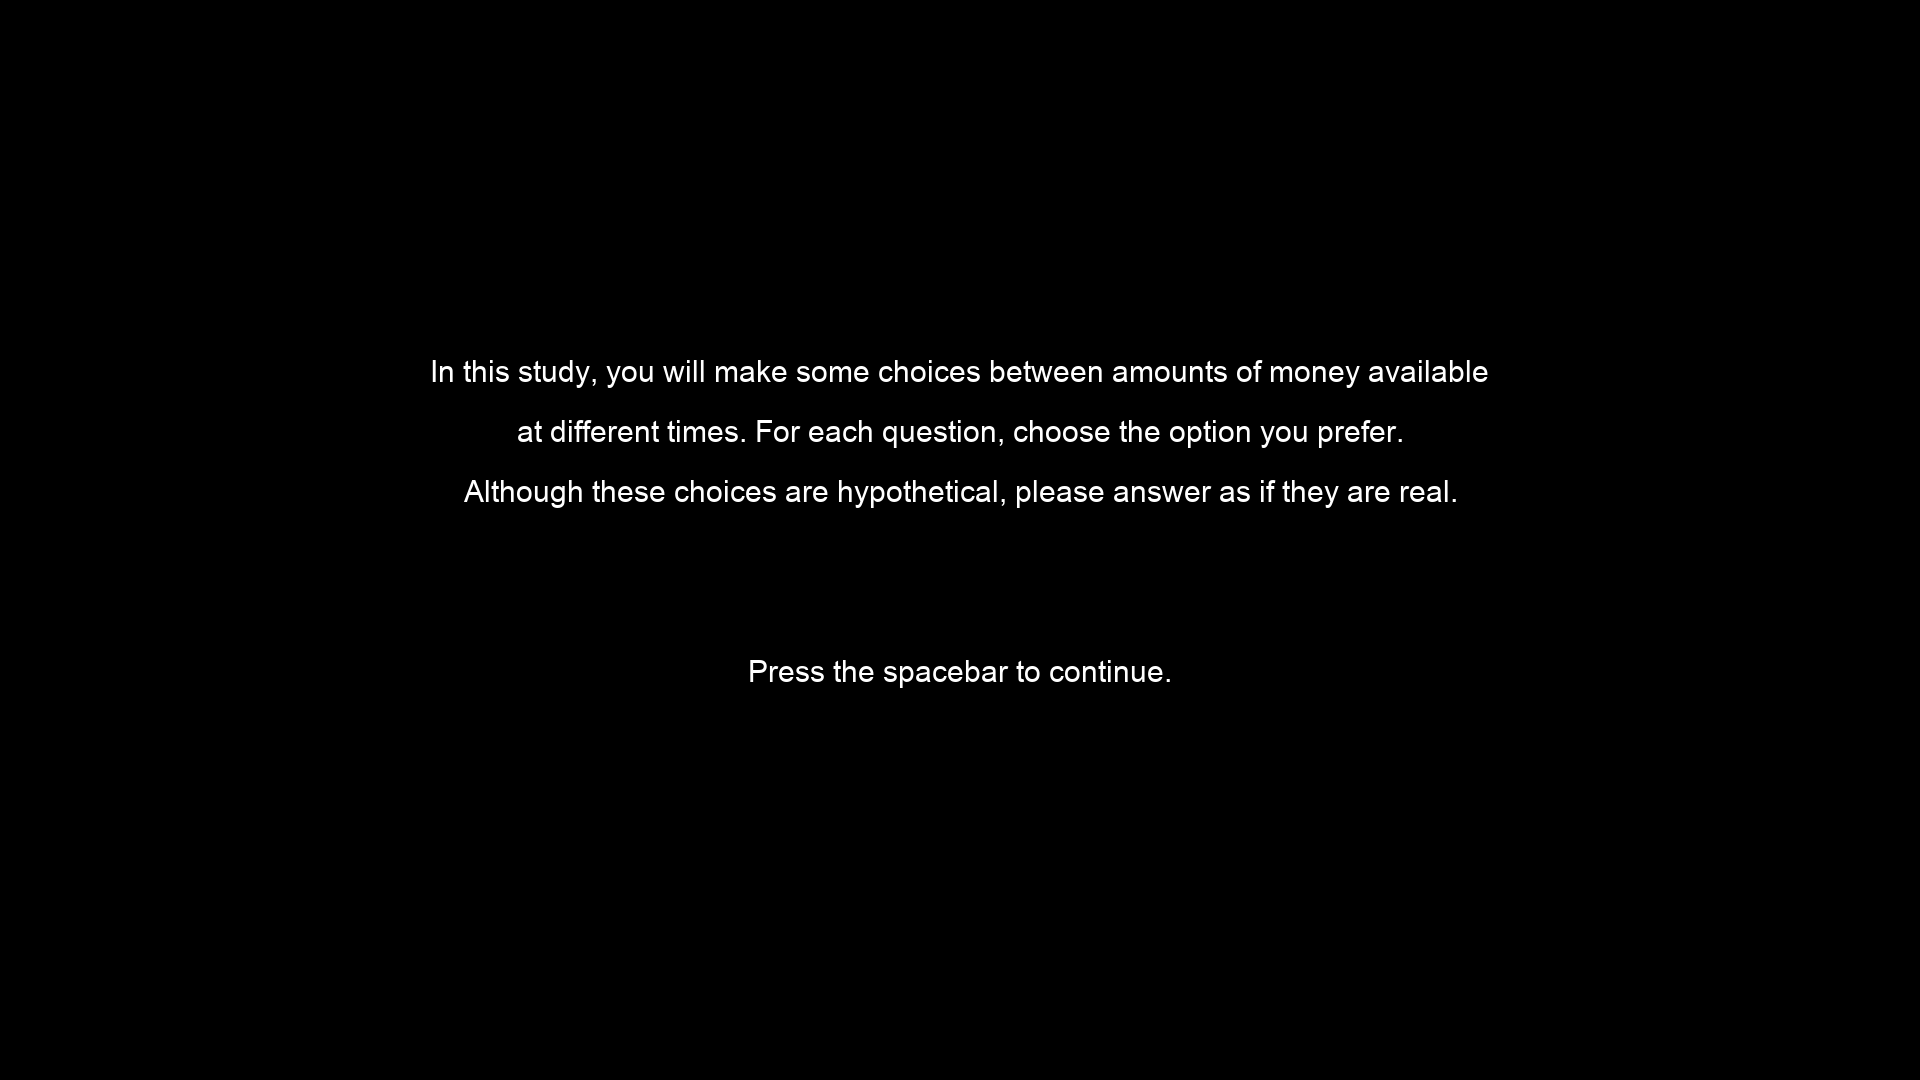 In this study, you will make some choices between amounts of money available
at different times. For each question, choose the option you prefer.
Although these choices are hypothetical, please answer as if they are real.
Press the spacebar to continue.